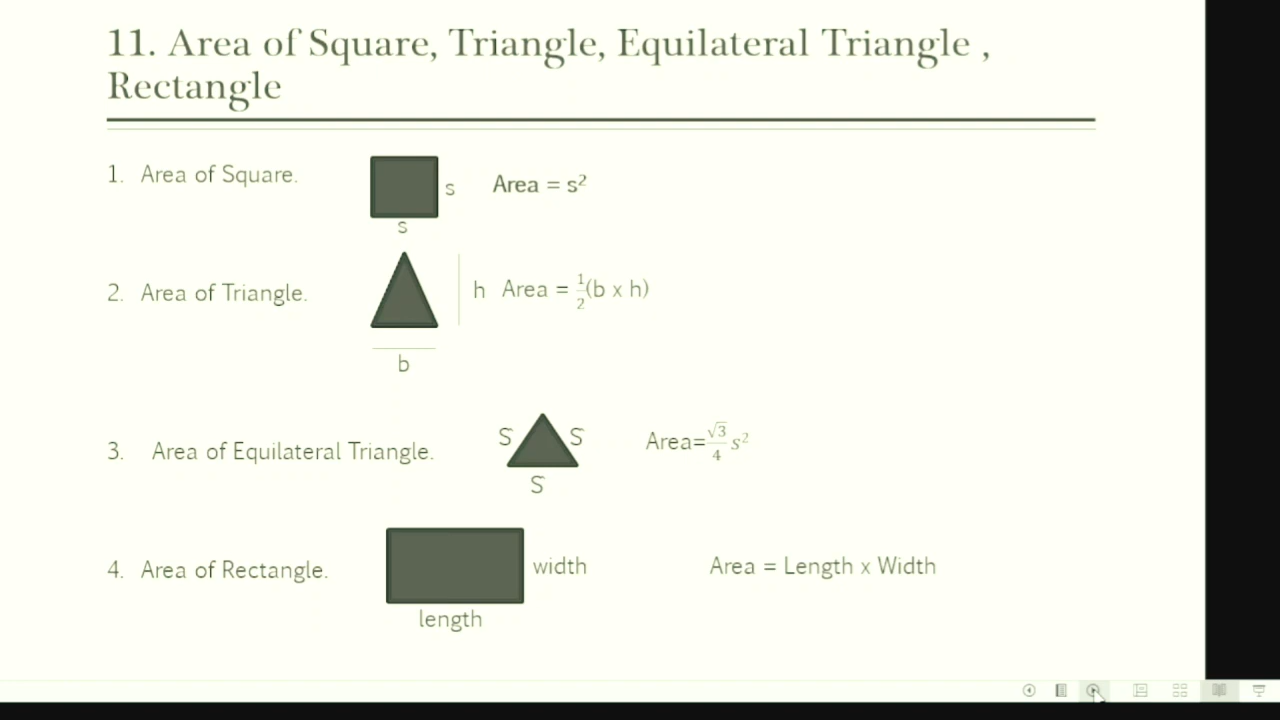 11. Area of Square, Triangle, Equilateral Triangle ,
Rectangle
1. Area of Square.
s
Area = s²
s
2. Area of Triangle.
h
Area = 1/2(b x h)
b
3. Area of Equilateral Triangle.
S
S
Area=√3/4 s²
S
4. Area of Rectangle.
width
Area = Length x Width
length